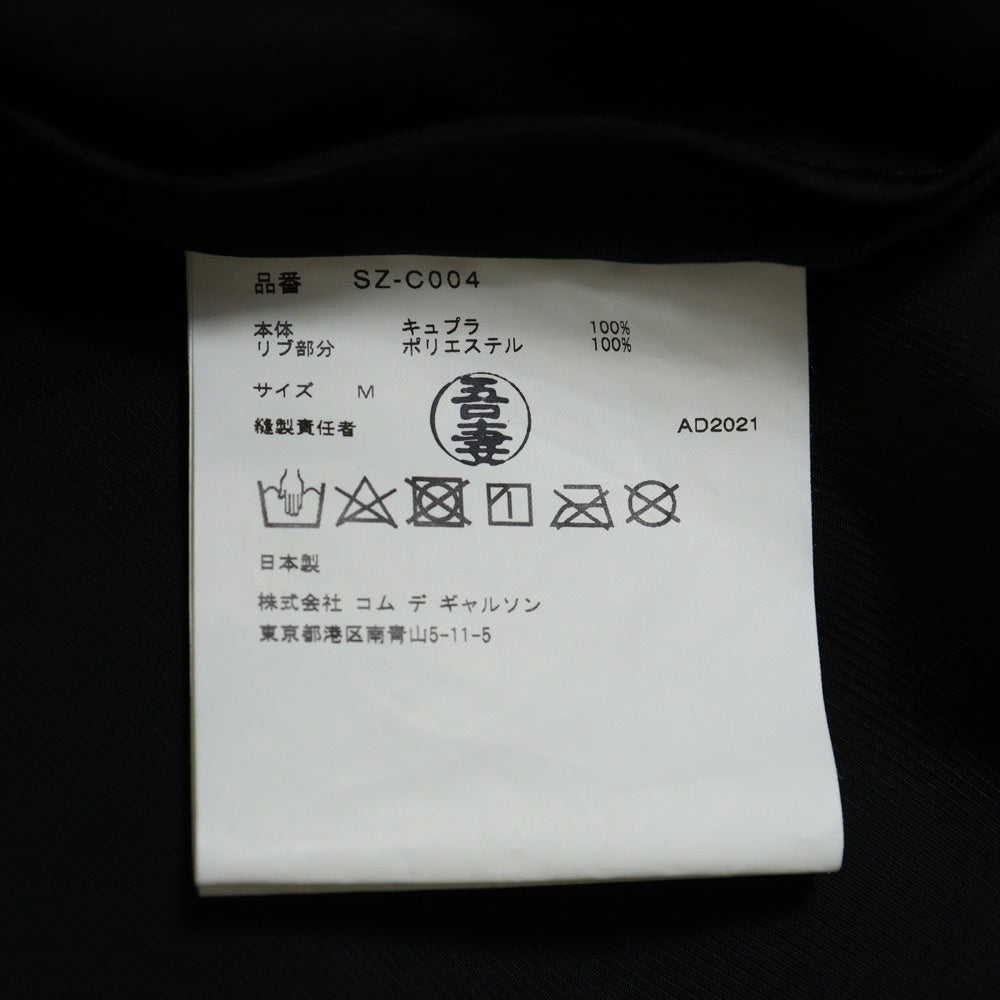 品番 SZ-C004
本体 キュプラ 100%
リブ部分 ポリエステル 100%
サイズ M
吾妻
縫製責任者 AD2021
日本製
株式会社 コム デ ギャルソン
東京都港区南青山5-11-5